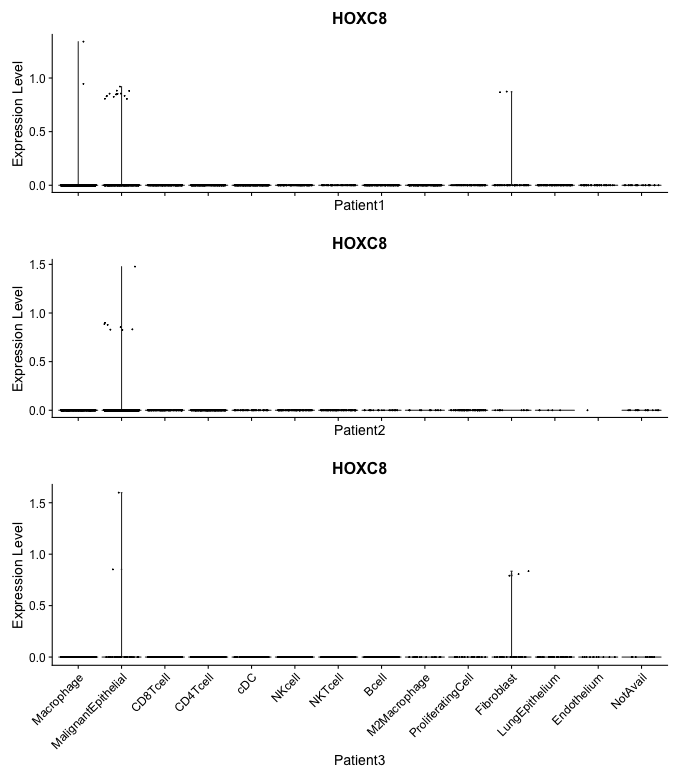 HOXC8
Expression Level
1.0
0.5
0.0
Patient1
HOXC8
Expression Level
1.5
1.0
0.5
0.0
Patient2
HOXC8
Expression Level
1.5
1.0
0.5
0.0
Macrophage
MalignantEpithelial
CD8Tcell
CD4Tcell
cDC
NKcell
NKTcell
Bcell
M2Macrophage
ProliferatingCell
Fibroblast
LungEpithelium
Endothelium
NotAvail
Patient3